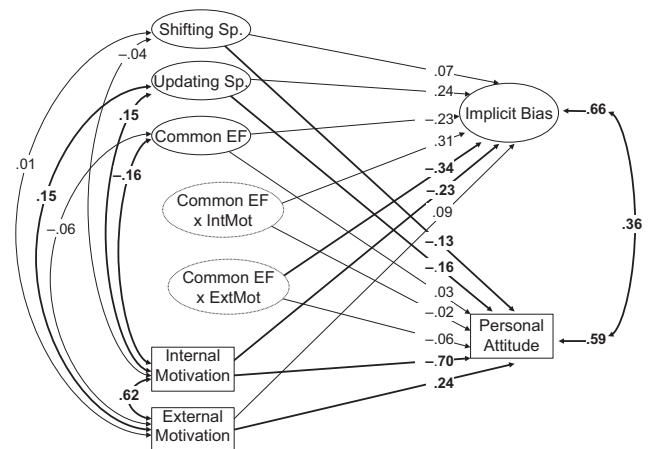 Shifting Sp.
–.04
.07
Updating Sp.
.24
Implicit Bias
.66
.15
–.23
Common EF
.31
.01
–.16
–.34
.15
Common EF
x IntMot
–.23
–.06
.09
.36
–.13
Common EF
x ExtMot
–.16
.03
–.02
Personal
Attitude
.59
–.06
Internal
Motivation
–.70
.62
.24
External
Motivation